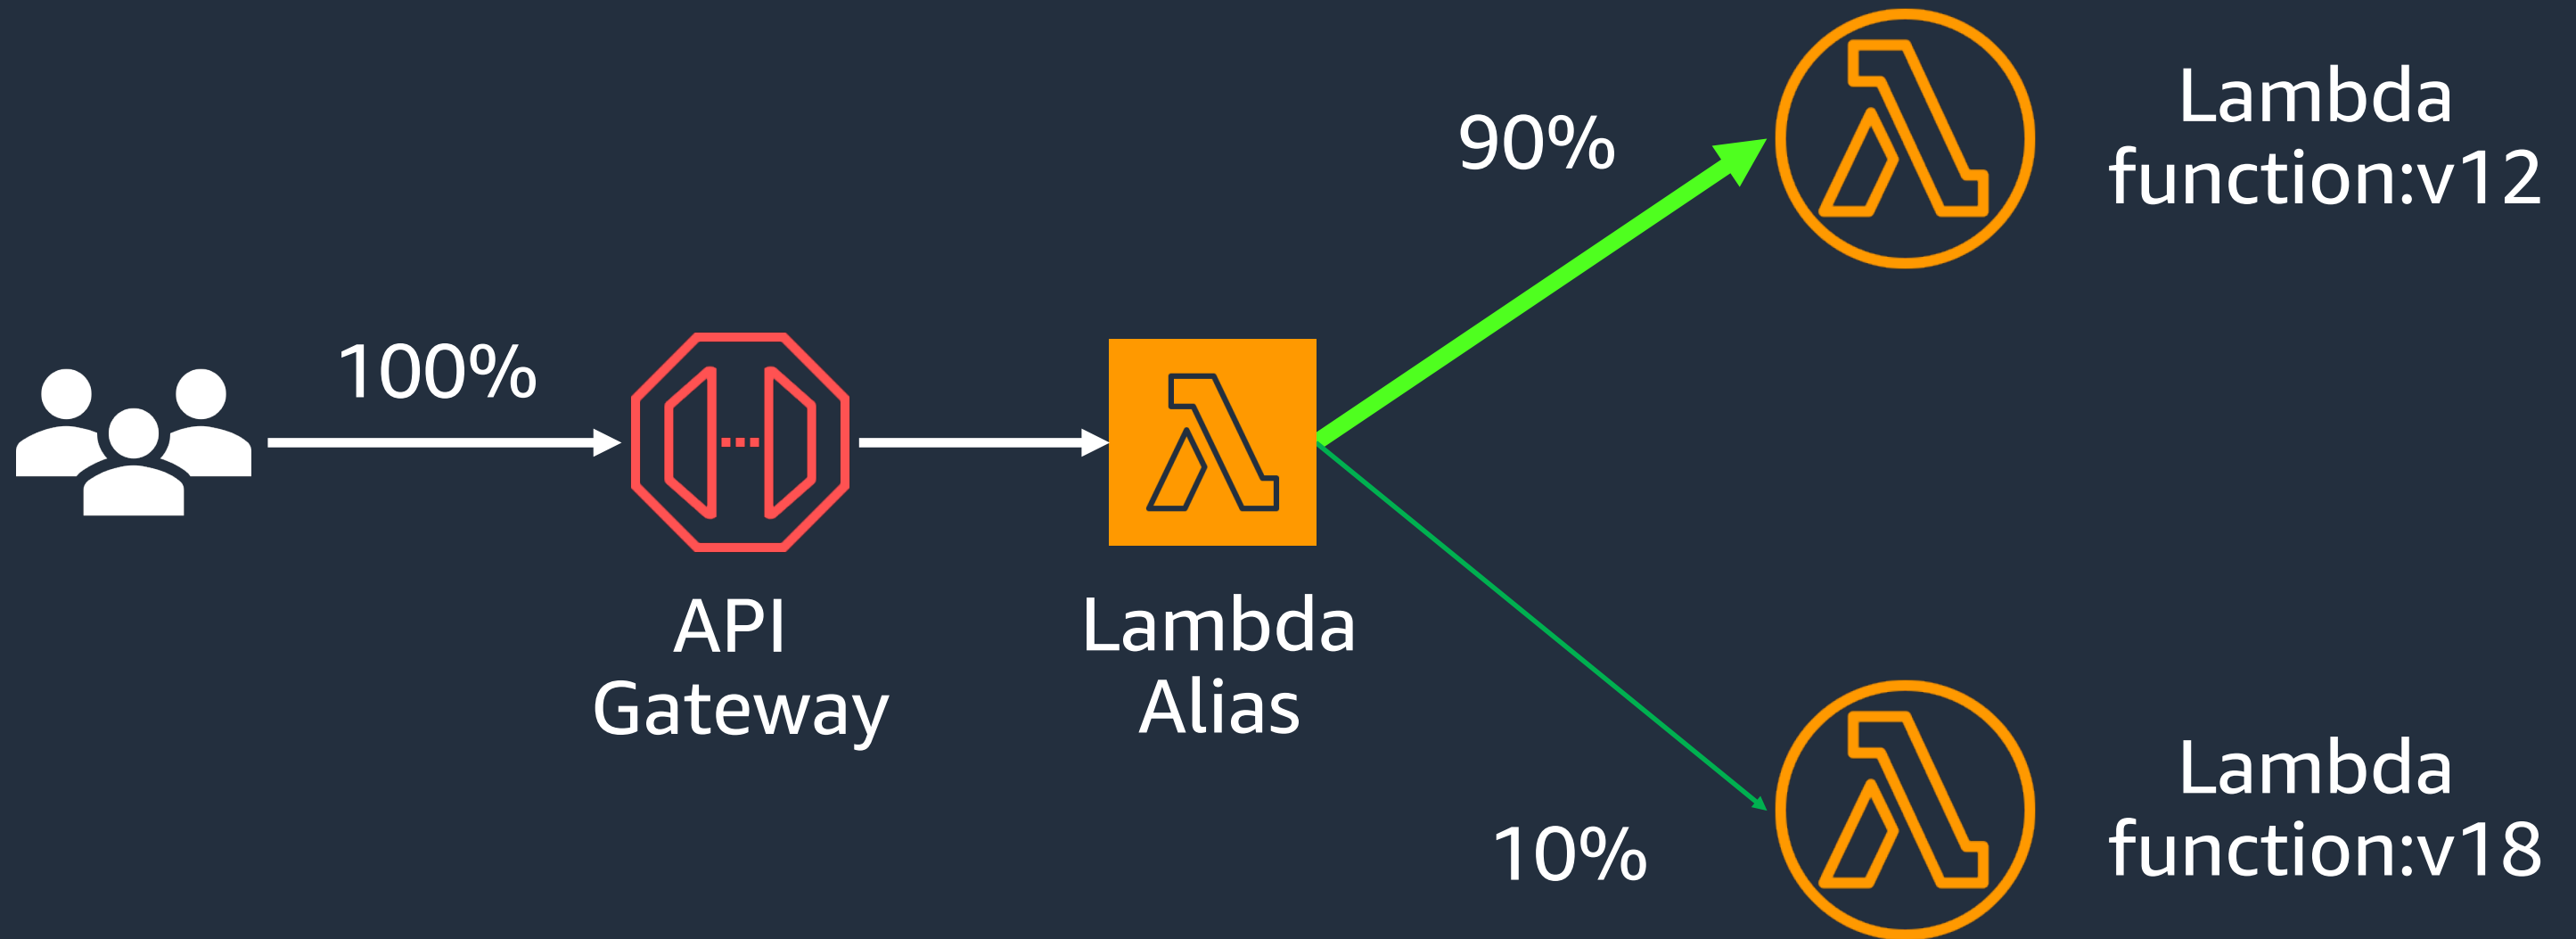 100%
API
Gateway
Lambda
Alias
90%
Lambda
function:v12
10%
Lambda
function:v18